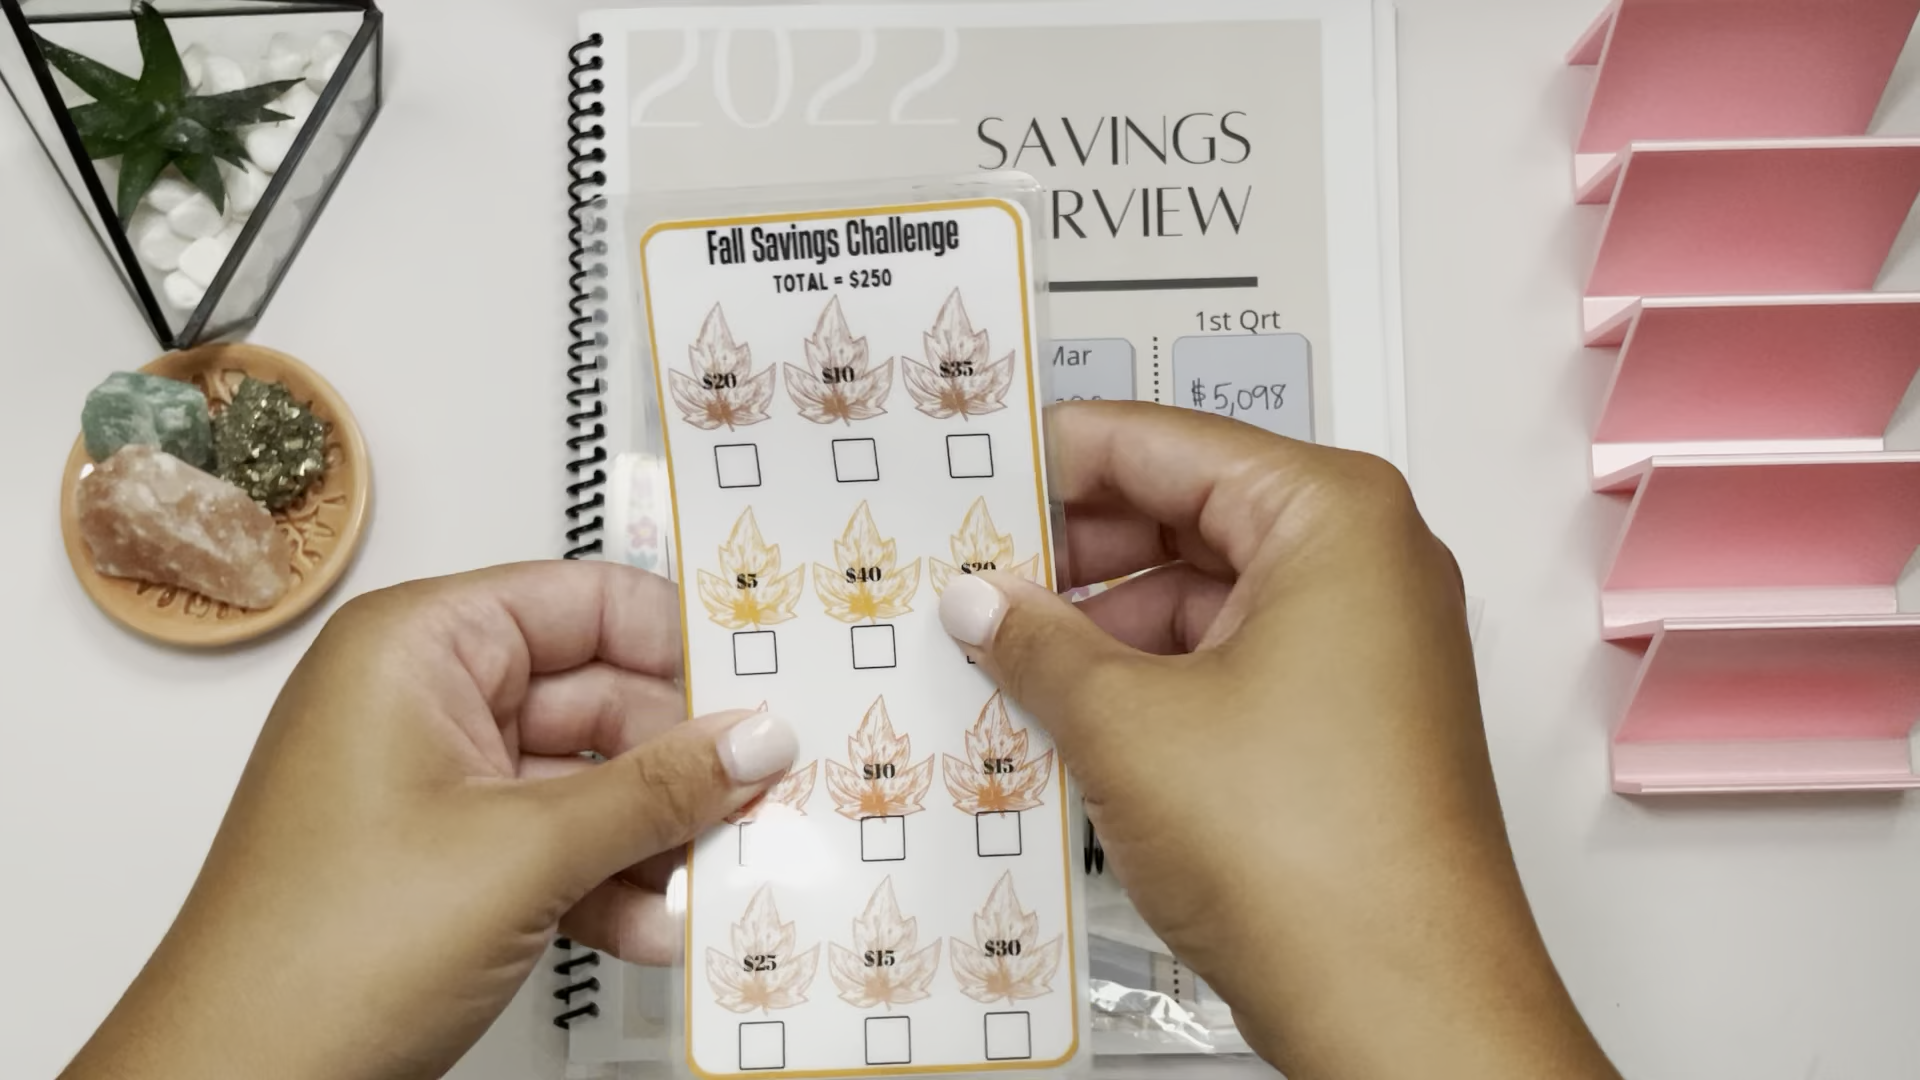 2022
SAVINGS
RVIEW
Fall Savings Challenge
TOTAL = $250
1st Qrt
Mar
$5,098
$20 $10 $35
$5 $40 $20
$10 $15
$25 $15 $30